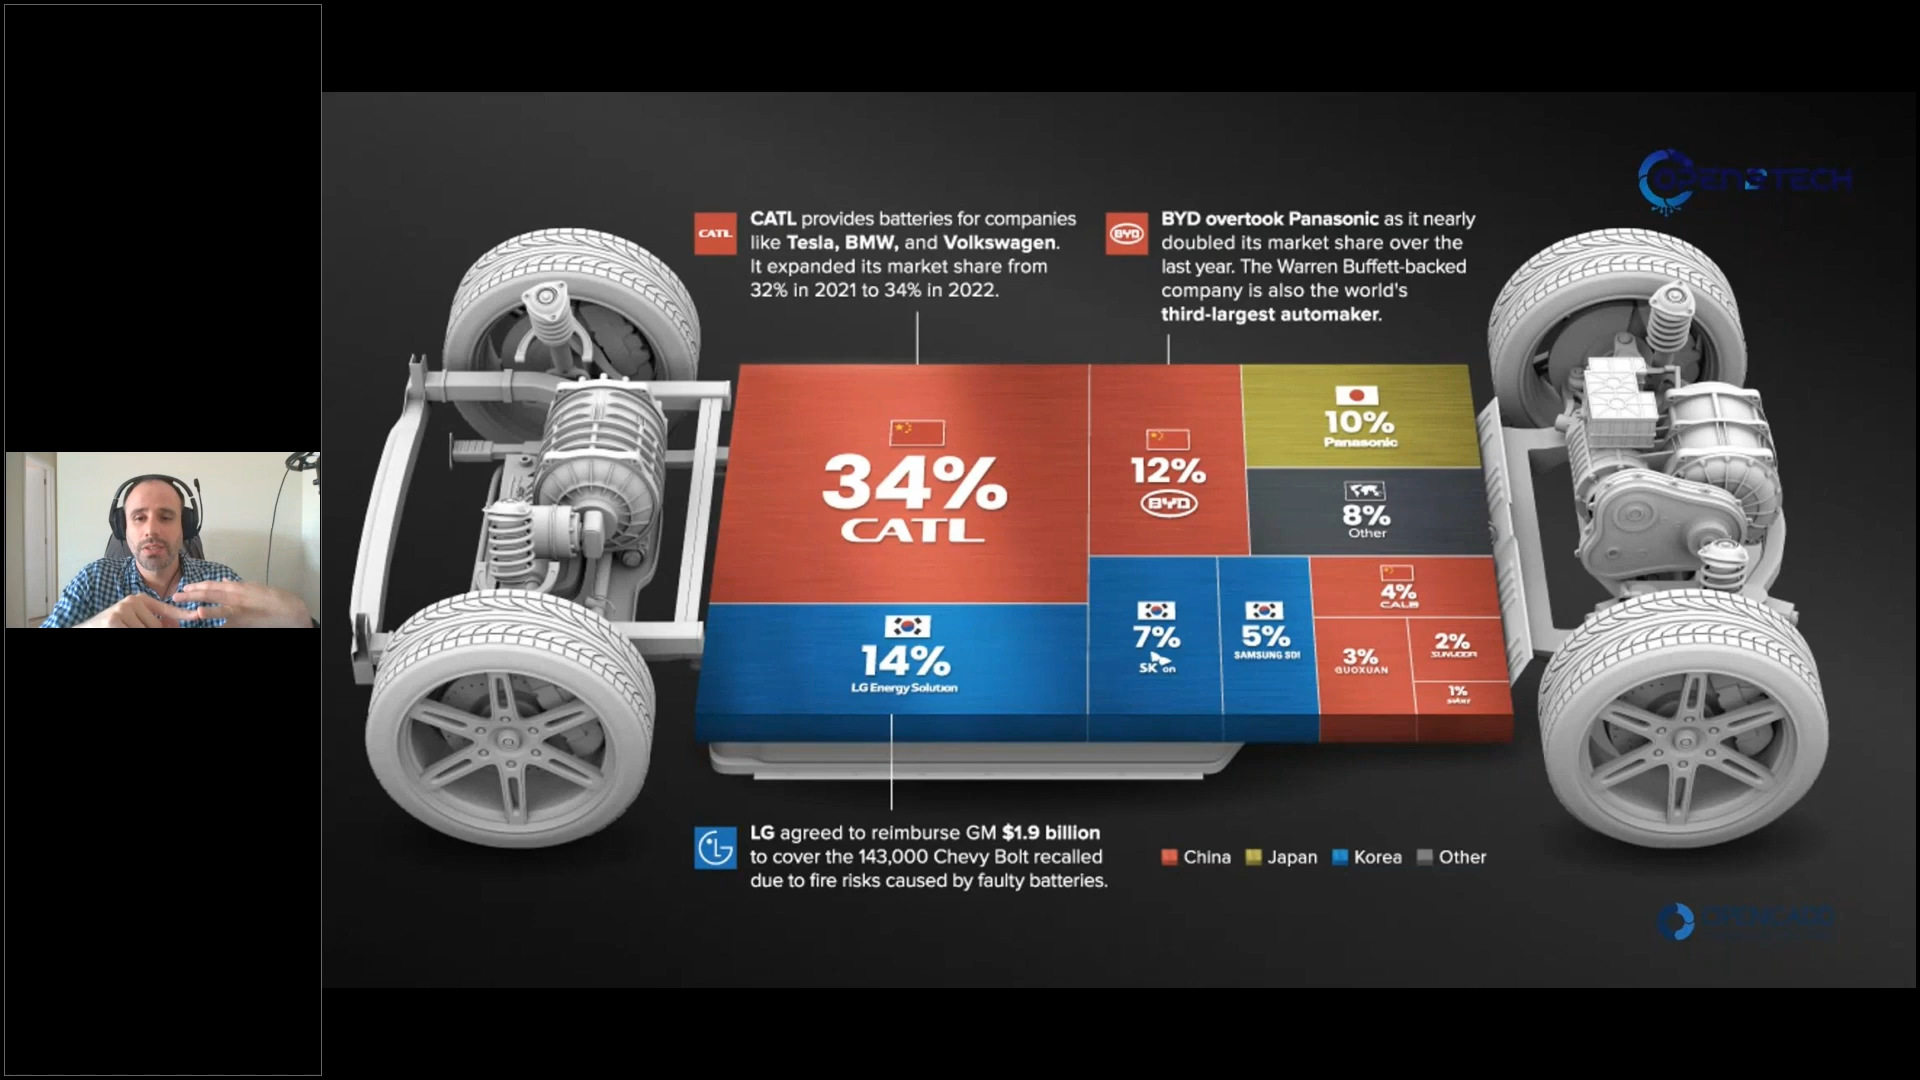 OPEN3TECH
CATL
CATL provides batteries for companies
like Tesla, BMW, and Volkswagen.
It expanded its market share from
32% in 2021 to 34% in 2022.
BYD
BYD overtook Panasonic as it nearly
doubled its market share over the
last year. The Warren Buffett-backed
company is also the world's
third-largest automaker.
34%
CATL
12%
BYD
10%
Panasonic
8%
Other
14%
LG Energy Solution
7%
SK on
5%
SAMSUNG SDI
4%
CALB
3%
GUOXUAN
2%
SUNWODA
1%
LG agreed to reimburse GM $1.9 billion
to cover the 143,000 Chevy Bolt recalled
due to fire risks caused by faulty batteries.
China
Japan
Korea
Other
OPENCADD